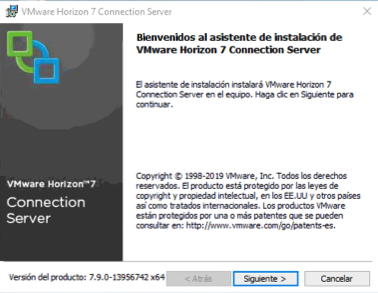 VMware Horizon 7 Connection Server
Bienvenidos al asistente de instalación de
VMware Horizon 7 Connection Server
El asistente de instalación instalará VMware Horizon 7
Connection Server en el equipo. Haga clic en Siguiente para
continuar.
VMware Horizon™7
Connection
Server
Copyright © 1998-2019 VMware, Inc. Todos los derechos
reservados. El producto está protegido por las leyes de
copyright y propiedad intelectual, en los EE.UU y otros países
así como tratados internacionales. Los productos VMware
están protegidos por una o más patentes que se pueden
consultar en: http://www.vmware.com/go/patents-es.
Versión del producto: 7.9.0-13956742 x64
< Atrás
Siguiente >
Cancelar